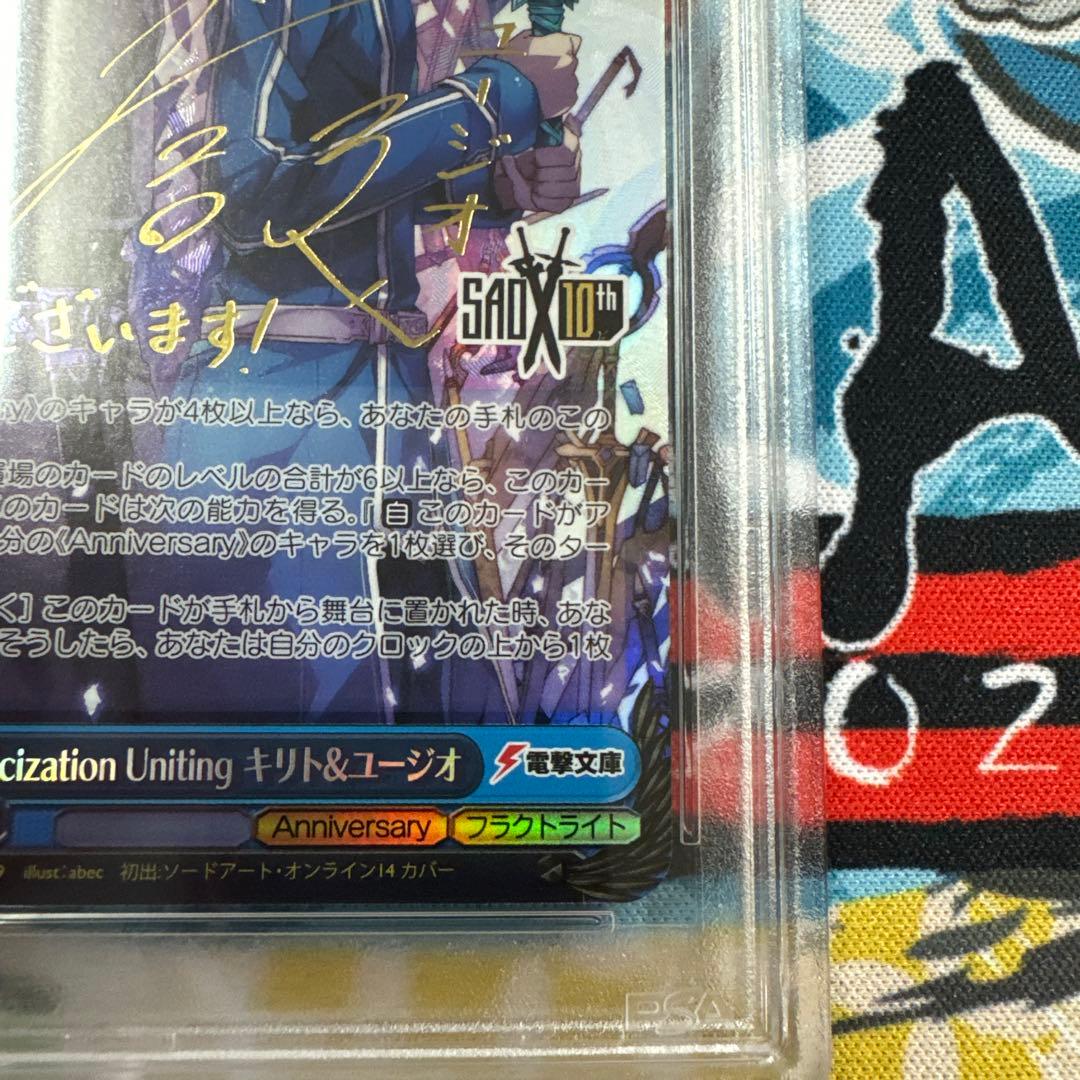 ユージオ
信
SAO 10th
ございます!
のキャラが4枚以上なら、あなたの手札のこの
場のカードのレベルの合計が6以上なら、このカー
のカードは次の能力を得る。『自このカードがア
分の《Anniversary》のキャラを1枚選び、そのター
く］このカードが手札から舞台に置かれた時、あな
そうしたら、あなたは自分のクロックの上から1枚
cization Uniting キリト&ユージオ
電撃文庫
Anniversary フラクトライト
illust:abec 初出:ソードアート・オンライン14 カバー
PSA
A
02